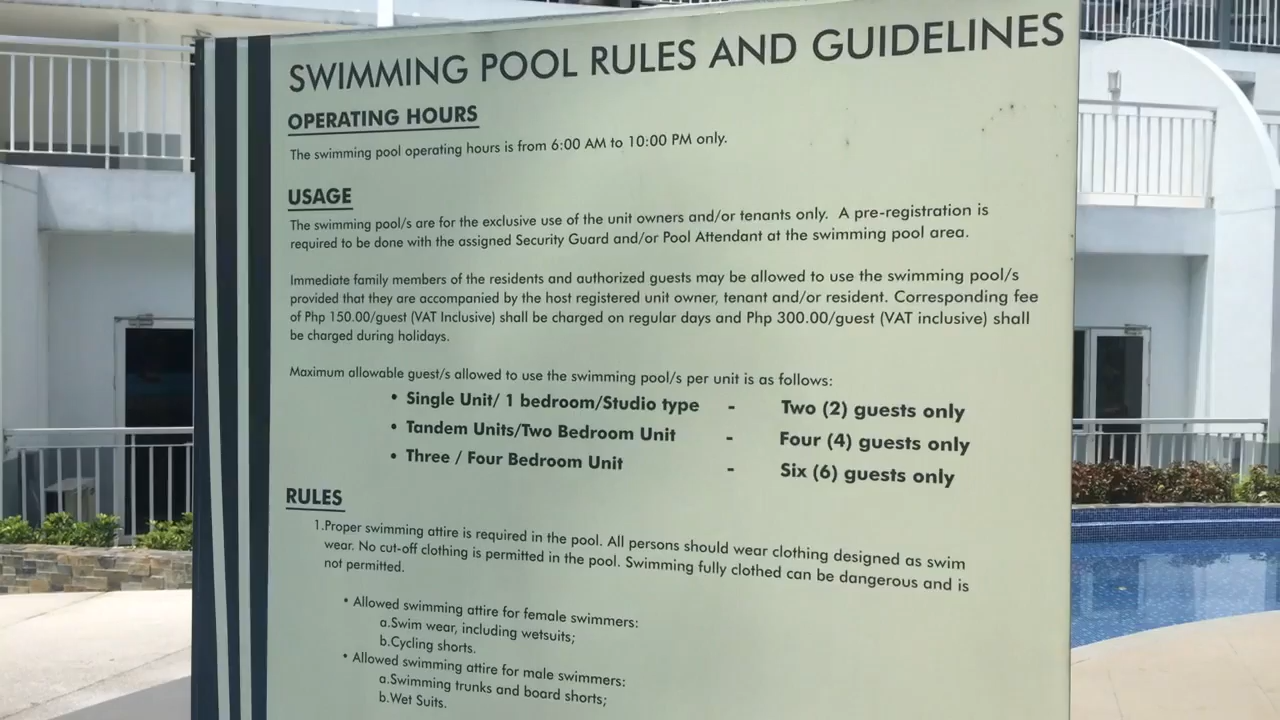 SWIMMING POOL RULES AND GUIDELINES
OPERATING HOURS
The swimming pool operating hours is from 6:00 AM to 10:00 PM only.
USAGE
The swimming pool/s are for the exclusive use of the unit owners and/or tenants only. A pre-registration is
required to be done with the assigned Security Guard and/or Pool Attendant at the swimming pool area.
Immediate family members of the residents and authorized guests may be allowed to use the swimming pool/s
provided that they are accompanied by the host registered unit owner, tenant and/or resident. Corresponding fee
of Php 150.00/guest (VAT Inclusive) shall be charged on regular days and Php 300.00/guest (VAT inclusive) shall
be charged during holidays.
Maximum allowable guest/s allowed to use the swimming pool/s per unit is as follows:
• Single Unit/ 1 bedroom/Studio type - Two (2) guests only
• Tandem Units/Two Bedroom Unit - Four (4) guests only
• Three / Four Bedroom Unit - Six (6) guests only
RULES
1.Proper swimming attire is required in the pool. All persons should wear clothing designed as swim
wear. No cut-off clothing is permitted in the pool. Swimming fully clothed can be dangerous and is
not permitted.
• Allowed swimming attire for female swimmers:
a.Swim wear, including wetsuits;
b.Cycling shorts.
• Allowed swimming attire for male swimmers:
a.Swimming trunks and board shorts;
b.Wet Suits.